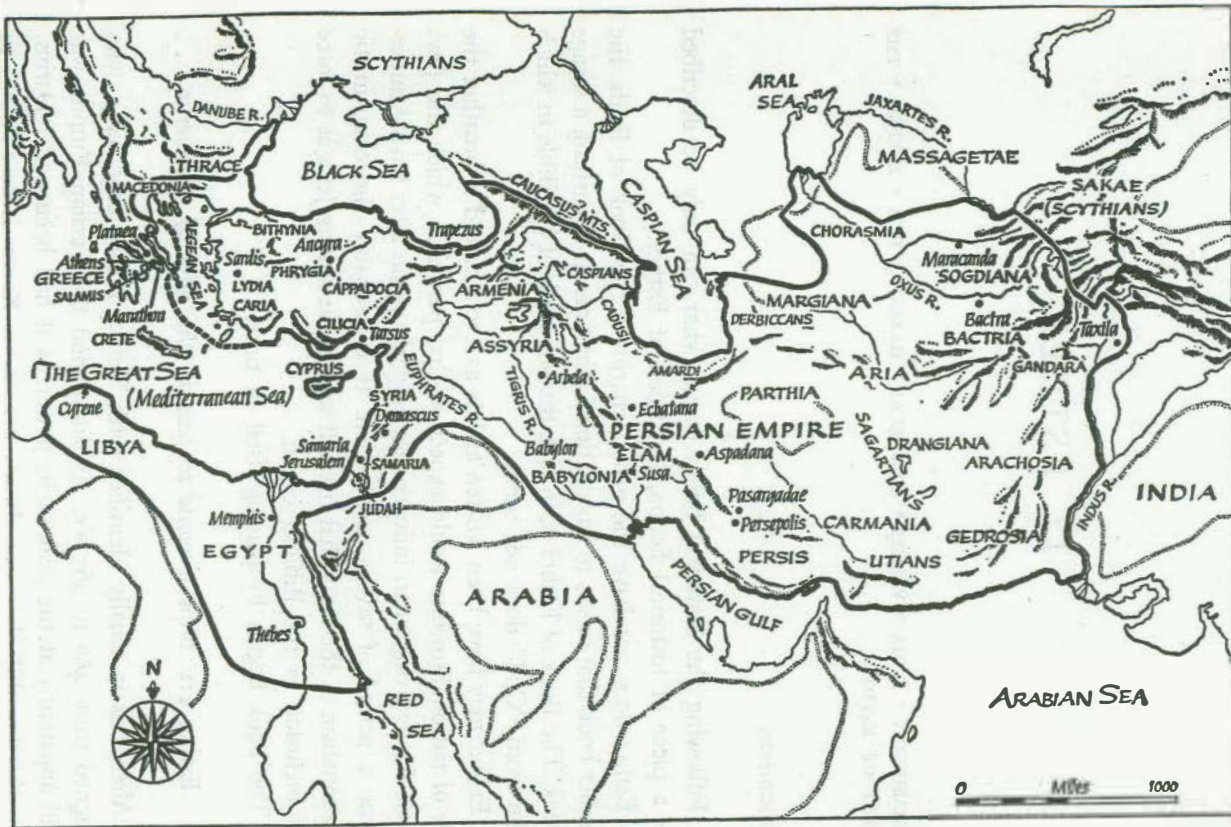 SCYTHIANS
ARAL
SEA
JAXARTES R.
DANUBE R.
THRACE
BLACK SEA
MASSAGETAE
CAUCASUS MTS.
CASPIAN SEA
SAKAE
(SCYTHIANS)
MACEDONIA
CHORASMIA
Plataea
AEGEAN SEA
BITHYNIA
Ancyra
Trapezus
Maracanda
SOGDIANA
Athens
Sardis
PHRYGIA
CASPIANS
GREECE
LYDIA
CAPPADOCIA
ARMENIA
OXUS R.
SALAMIS
CARIA
MARGIANA
Marathon
CILICIA
CADUSII
DERBICCANS
Bactra
Taxila
CRETE
Tarsus
ASSYRIA
BACTRIA
CYPRUS
AMARDI
ARIA
GANDARA
THE GREAT SEA
(Mediterranean Sea)
EUPHRATES R.
TIGRIS R.
Arbela
PARTHIA
Cyrene
SYRIA
Damascus
Ecbatana
LIBYA
PERSIAN EMPIRE
SAGARTIANS
DRANGIANA
Samaria
Babylon
ELAM
Aspadana
Jerusalem
SAMARIA
BABYLONIA
Susa
ARACHOSIA
INDIA
Pasargadae
INDUS R.
Memphis
JUDAH
Persepolis
CARMANIA
EGYPT
GEDROSIA
PERSIS
UTIANS
ARABIA
PERSIAN GULF
Thebes
N
RED
SEA
ARABIAN SEA
0 Miles 1000